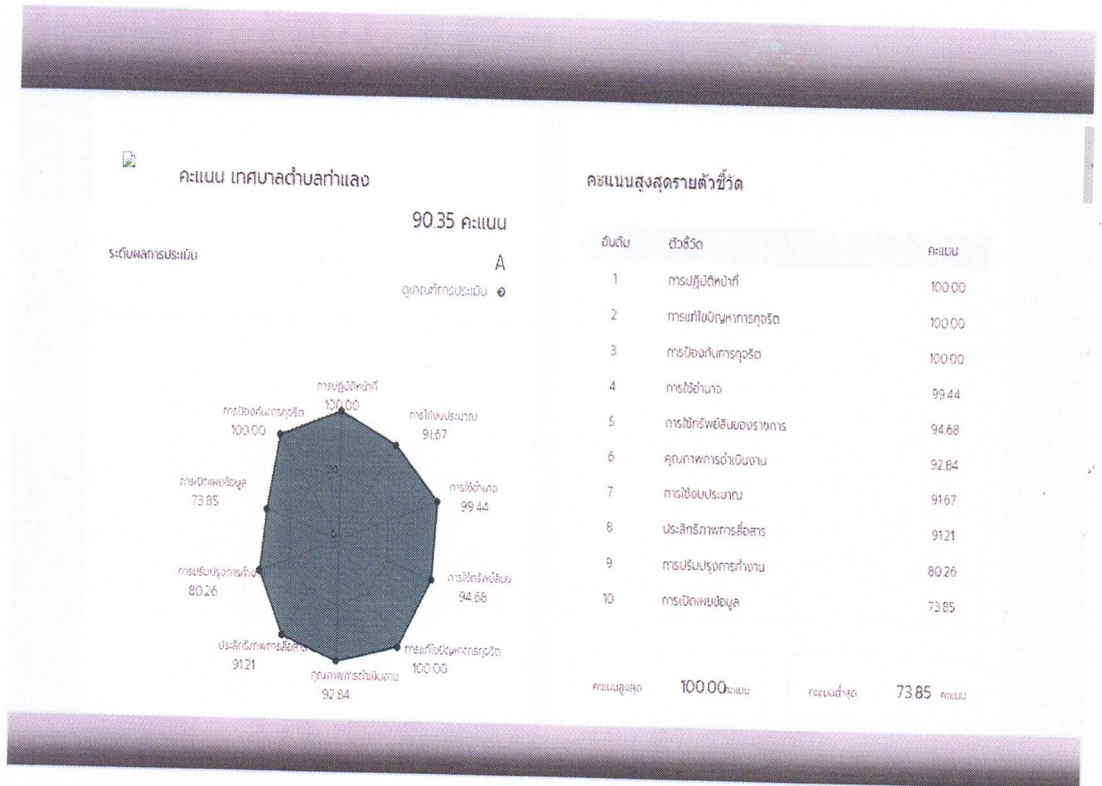 คะแนน เทศบาลตำบลท่าแลง
90.35 คะแนน
ระดับผลการประเมิน
A
ดูเกณฑ์การประเมิน
การปฏิบัติหน้าที่
100.00
การใช้งบประมาณ
91.67
การใช้อำนาจ
99.44
การใช้ทรัพย์สินข
94.68
การแก้ไขปัญหาการทุจริต
100.00
คุณภาพการดำเนินงาน
92.84
ประสิทธิภาพการสื่อสาร
91.21
การปรับปรุงการทำง
80.26
การเปิดเผยข้อมูล
73.85
การป้องกันการทุจริต
100.00
50
0
คะแนนสูงสุดรายตัวชี้วัด
อันดับ ตัวชี้วัด คะแนน
1 การปฏิบัติหน้าที่ 100.00
2 การแก้ไขปัญหาการทุจริต 100.00
3 การป้องกันการทุจริต 100.00
4 การใช้อำนาจ 99.44
5 การใช้ทรัพย์สินของราชการ 94.68
6 คุณภาพการดำเนินงาน 92.84
7 การใช้งบประมาณ 91.67
8 ประสิทธิภาพการสื่อสาร 91.21
9 การปรับปรุงการทำงาน 80.26
10 การเปิดเผยข้อมูล 73.85
คะแนนสูงสุด 100.00 คะแนน คะแนนต่ำสุด 73.85 คะแนน